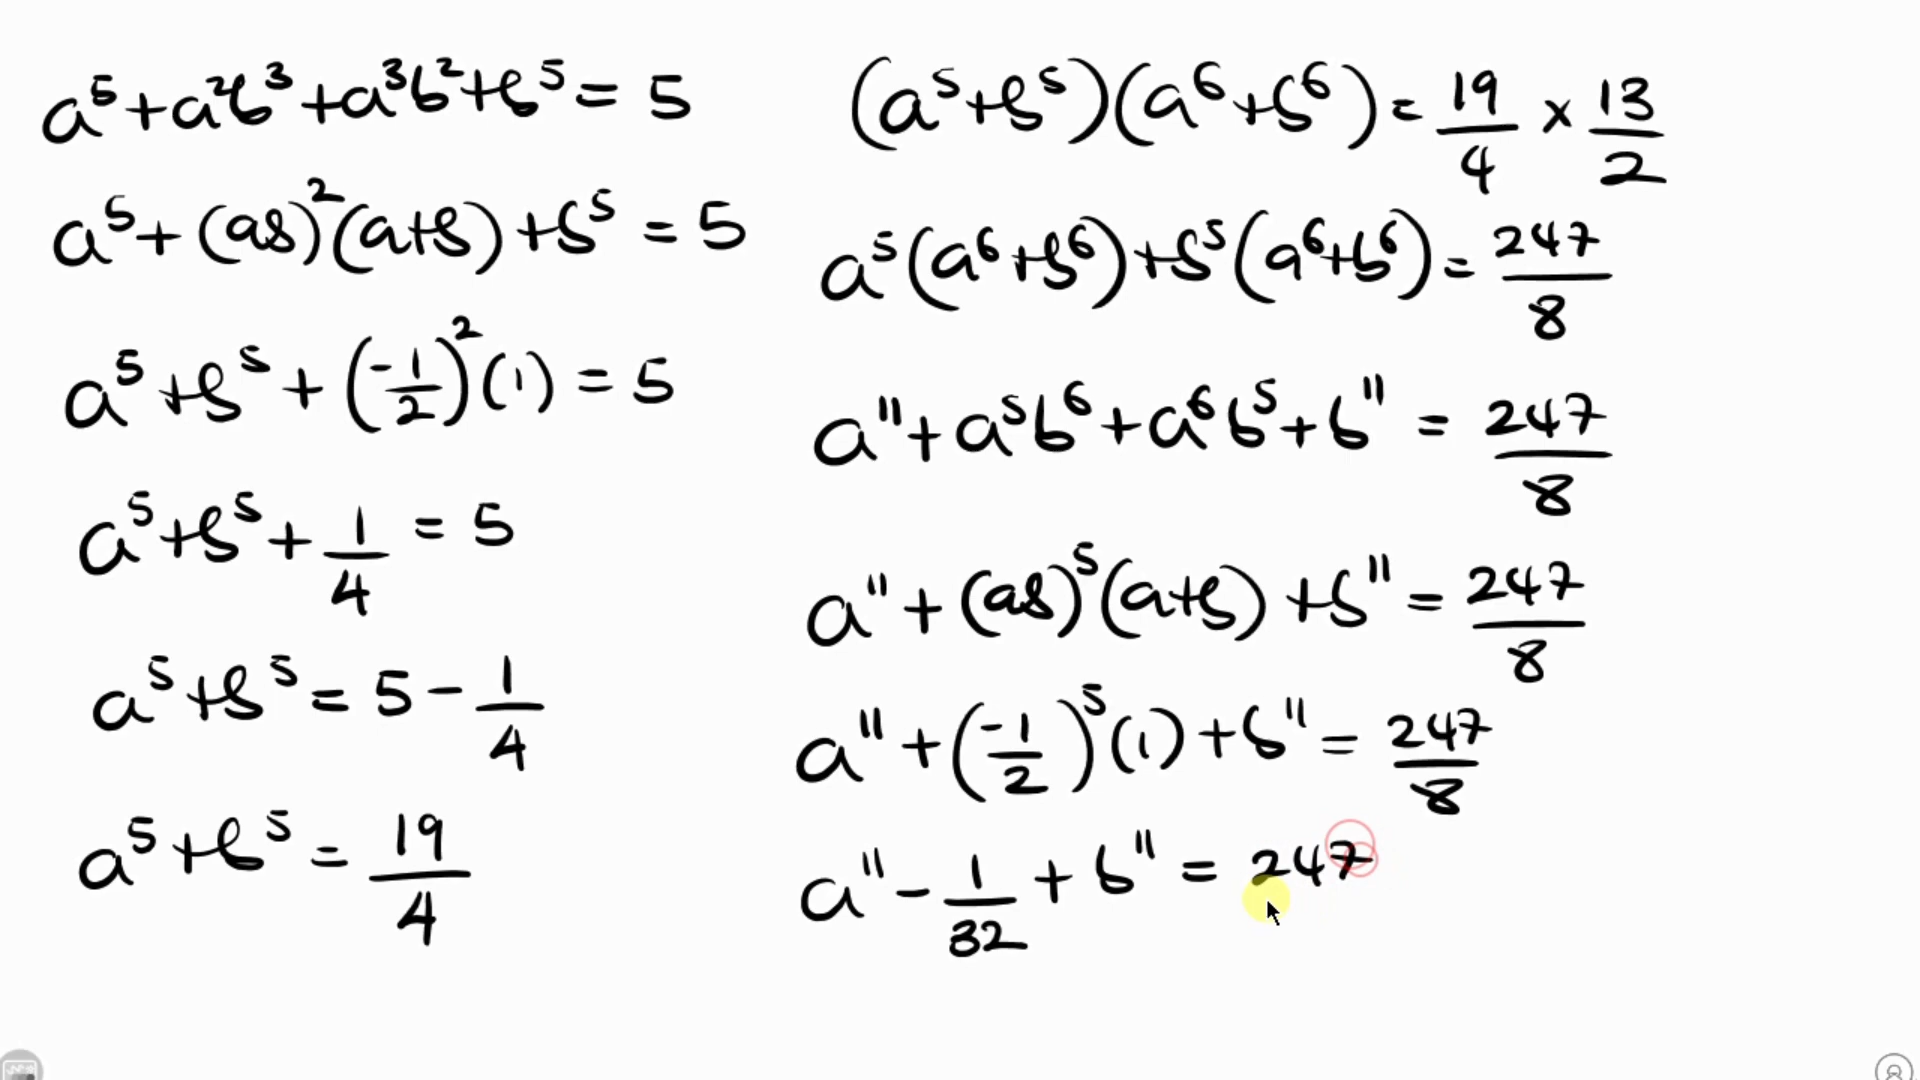 a⁵+a²b³+a³b²+b⁵ = 5
a⁵+(ab)²(a+b)+b⁵ = 5
a⁵+b⁵+(-1/2)²(1) = 5
a⁵+b⁵+1/4 = 5
a⁵+b⁵ = 5-1/4
a⁵+b⁵ = 19/4
(a⁵+b⁵)(a⁶+b⁶) = 19/4 × 13/2
a⁵(a⁶+b⁶)+b⁵(a⁶+b⁶) = 247/8
a¹¹+a⁵b⁶+a⁶b⁵+b¹¹ = 247/8
a¹¹+(ab)⁵(a+b)+b¹¹ = 247/8
a¹¹+(-1/2)⁵(1)+b¹¹ = 247/8
a¹¹-1/32+b¹¹ = 247